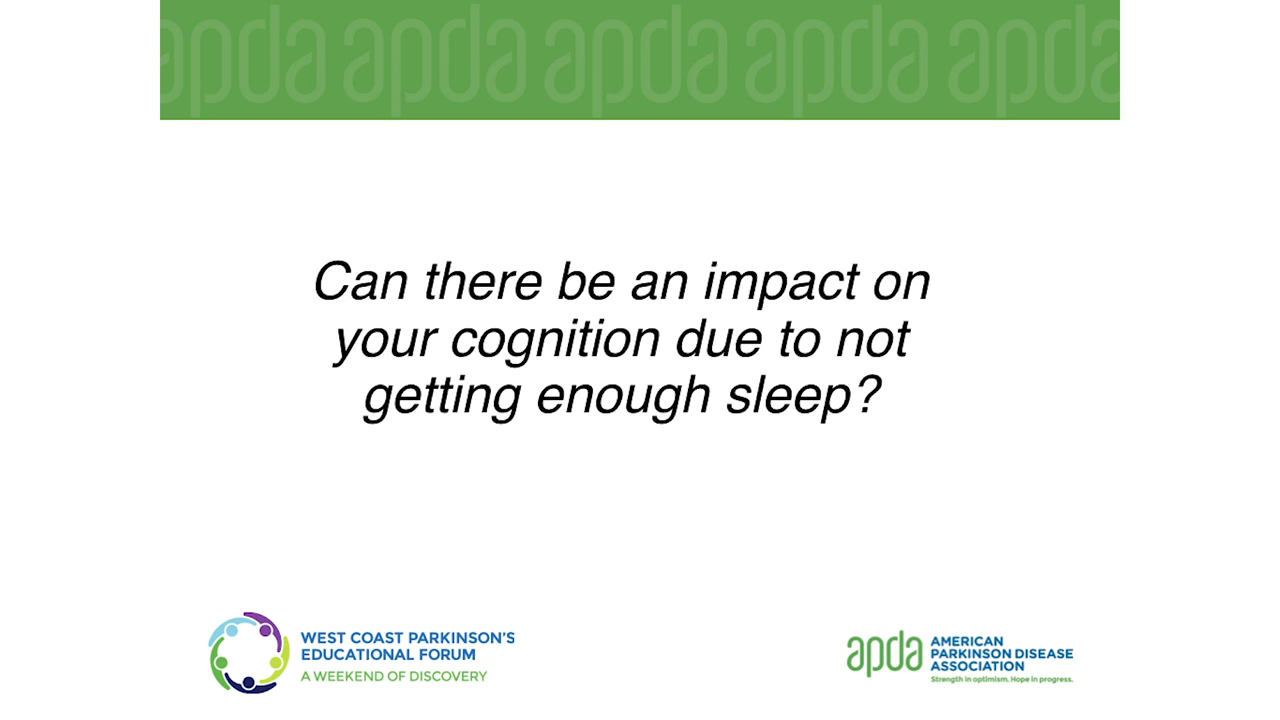 apda apda apda apda apda
Can there be an impact on
your cognition due to not
getting enough sleep?
WEST COAST PARKINSON'S
EDUCATIONAL FORUM
A WEEKEND OF DISCOVERY
apda
AMERICAN
PARKINSON DISEASE
ASSOCIATION
Strength in optimism. Hope in progress.